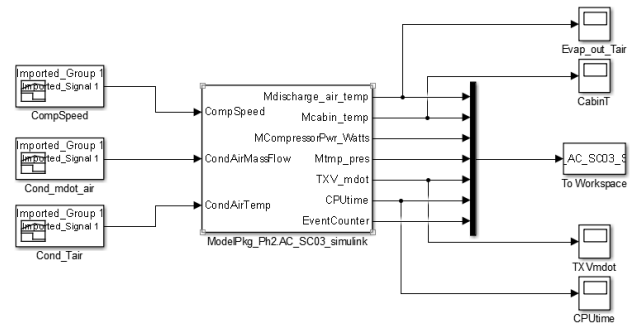 Imported_Group 1
Imported_Signal 1
CompSpeed
Imported_Group 1
Imported_Signal 1
Cond_mdot_air
Imported_Group 1
Imported_Signal 1
Cond_Tair
CompSpeed
CondAirMassFlow
CondAirTemp
Mdischarge_air_temp
Mcabin_temp
MCompressorPwr_Watts
Mtmp_pres
TXV_mdot
CPUtime
EventCounter
ModelPkg_Ph2.AC_SC03_simulink
Evap_out_Tair
CabinT
_AC_SC03_S
To Workspace
TXVmdot
CPUtime